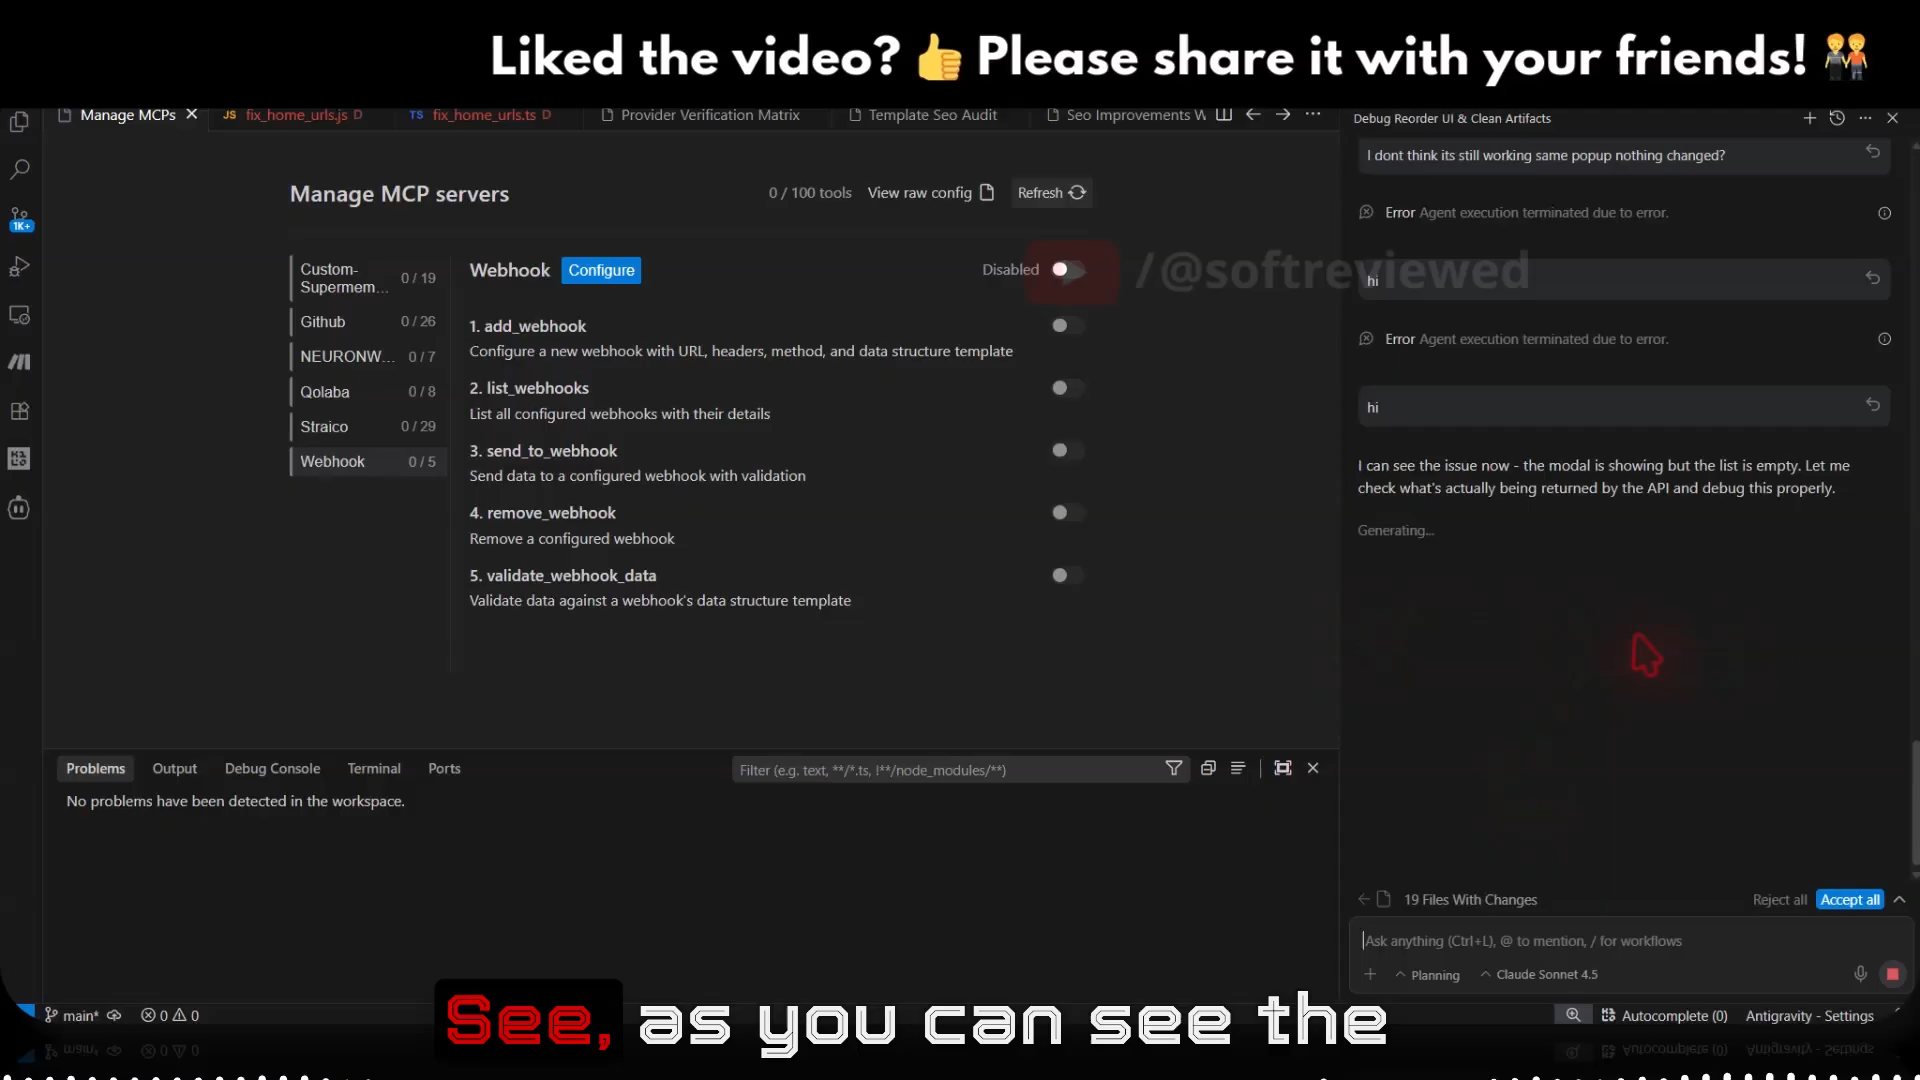 Liked the video? 👍 Please share it with your friends! 👫
Manage MCPs
JS fix_home_urls.js D
TS fix_home_urls.ts D
Provider Verification Matrix
Template Seo Audit
Seo Improvements W
Debug Reorder UI & Clean Artifacts
I dont think its still working same popup nothing changed?
Manage MCP servers
0 / 100 tools
View raw config
Refresh
Error Agent execution terminated due to error.
1K+
Custom-
Supermem...
0 / 19
Github
0 / 26
NEURONW...
0 / 7
Qolaba
0 / 8
Straico
0 / 29
Webhook
0 / 5
Webhook
Configure
Disabled
/@softreviewed
1. add_webhook
Configure a new webhook with URL, headers, method, and data structure template
2. list_webhooks
List all configured webhooks with their details
3. send_to_webhook
Send data to a configured webhook with validation
4. remove_webhook
Remove a configured webhook
5. validate_webhook_data
Validate data against a webhook's data structure template
hi
Error Agent execution terminated due to error.
hi
I can see the issue now - the modal is showing but the list is empty. Let me
check what's actually being returned by the API and debug this properly.
Generating...
Problems
Output
Debug Console
Terminal
Ports
Filter (e.g. text, **/*.ts, !**/node_modules/**)
No problems have been detected in the workspace.
19 Files With Changes
Reject all
Accept all
Ask anything (Ctrl+L), @ to mention, / for workflows
Planning
Claude Sonnet 4.5
main*
0
0
See, as you can see the
Autocomplete (0)
Antigravity - Settings